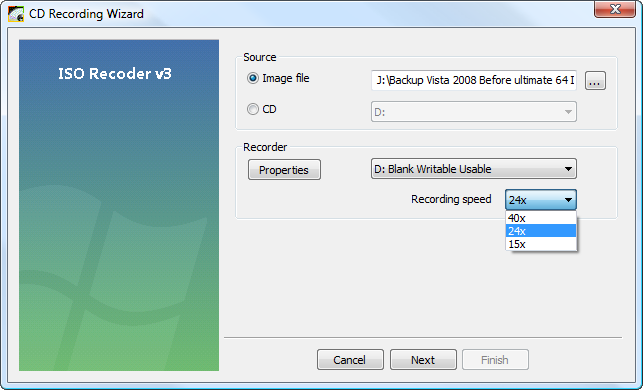 CD Recording Wizard
ISO Recoder v3
Source
Image file
J:\Backup Vista 2008 Before ultimate 64 I
...
CD
D:
Recorder
Properties
D: Blank Writable Usable
Recording speed
24x
40x
24x
15x
Cancel
Next
Finish